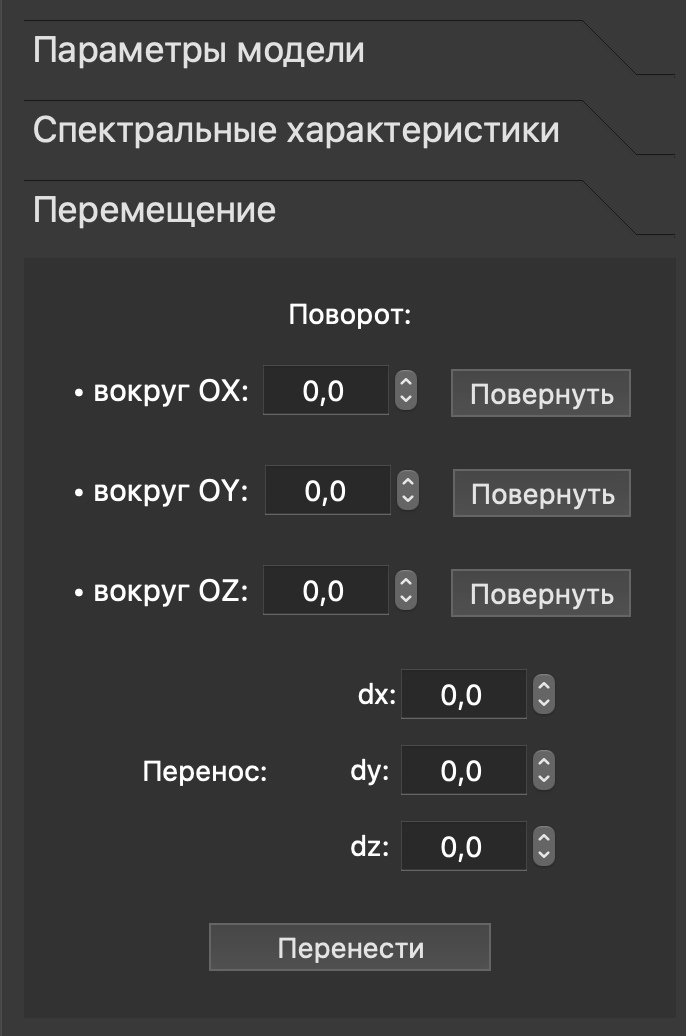 Параметры модели
Спектральные характеристики
Перемещение
Поворот:
• вокруг OX: 0,0 Повернуть
• вокруг OY: 0,0 Повернуть
• вокруг OZ: 0,0 Повернуть
dx: 0,0
Перенос: dy: 0,0
dz: 0,0
Перенести